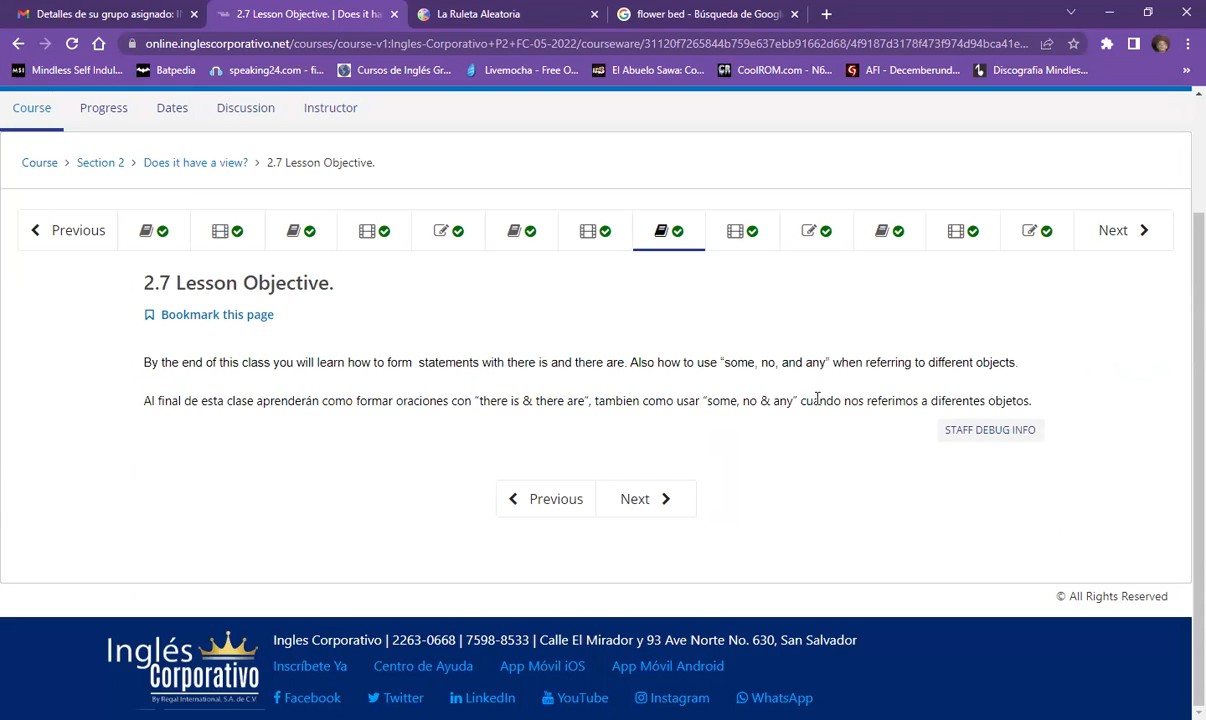 Detalles de su grupo asignado: I
2.7 Lesson Objective. | Does it ha
La Ruleta Aleatoria
flower bed - Búsqueda de Goog
online.inglescorporativo.net/courses/course-v1:Ingles-Corporativo+P2+FC-05-2022/courseware/31120f7265844b759e637ebb91662d68/4f9187d3178f473f974d94bca41e...
Mindless Self Indul...
Batpedia
speaking24.com - fi...
Cursos de Inglés Gr...
Livemocha - Free O...
El Abuelo Sawa: Co...
CoolROM.com - N6...
AFI - Decemberund...
Discografia Mindles...
Course
Progress
Dates
Discussion
Instructor
Course > Section 2 > Does it have a view? > 2.7 Lesson Objective.
Previous
Next
2.7 Lesson Objective.
Bookmark this page
By the end of this class you will learn how to form statements with there is and there are. Also how to use “some, no, and any” when referring to different objects.
Al final de esta clase aprenderán como formar oraciones con “there is & there are“, tambien como usar “some, no & any” cuando nos referimos a diferentes objetos.
STAFF DEBUG INFO
Previous
Next
© All Rights Reserved
Inglés Corporativo
By Regal International, S.A. de C.V
Ingles Corporativo | 2263-0668 | 7598-8533 | Calle El Mirador y 93 Ave Norte No. 630, San Salvador
Inscríbete Ya
Centro de Ayuda
App Móvil iOS
App Móvil Android
Facebook
Twitter
LinkedIn
YouTube
Instagram
WhatsApp